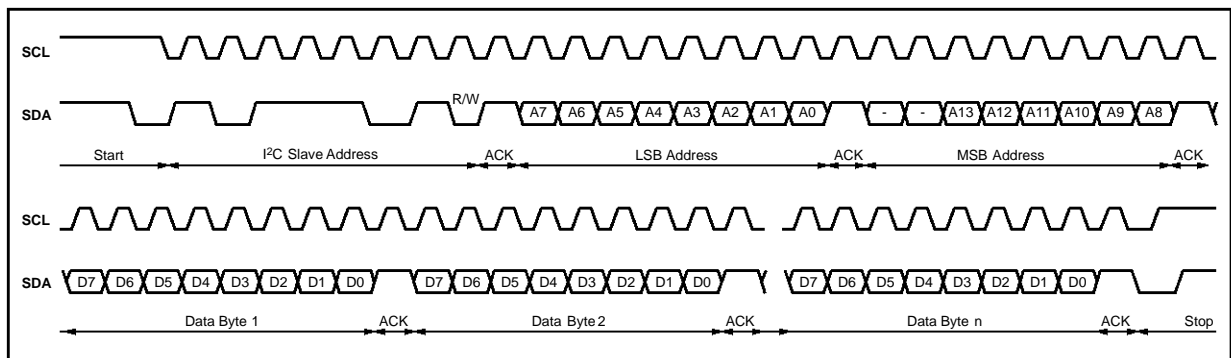 SCL
SDA R/W A7 A6 A5 A4 A3 A2 A1 A0 - - A13 A12 A11 A10 A9 A8
Start I²C Slave Address ACK LSB Address ACK MSB Address ACK
SCL
SDA D7 D6 D5 D4 D3 D2 D1 D0 D7 D6 D5 D4 D3 D2 D1 D0 D7 D6 D5 D4 D3 D2 D1 D0
Data Byte 1 ACK Data Byte 2 ACK Data Byte n ACK Stop